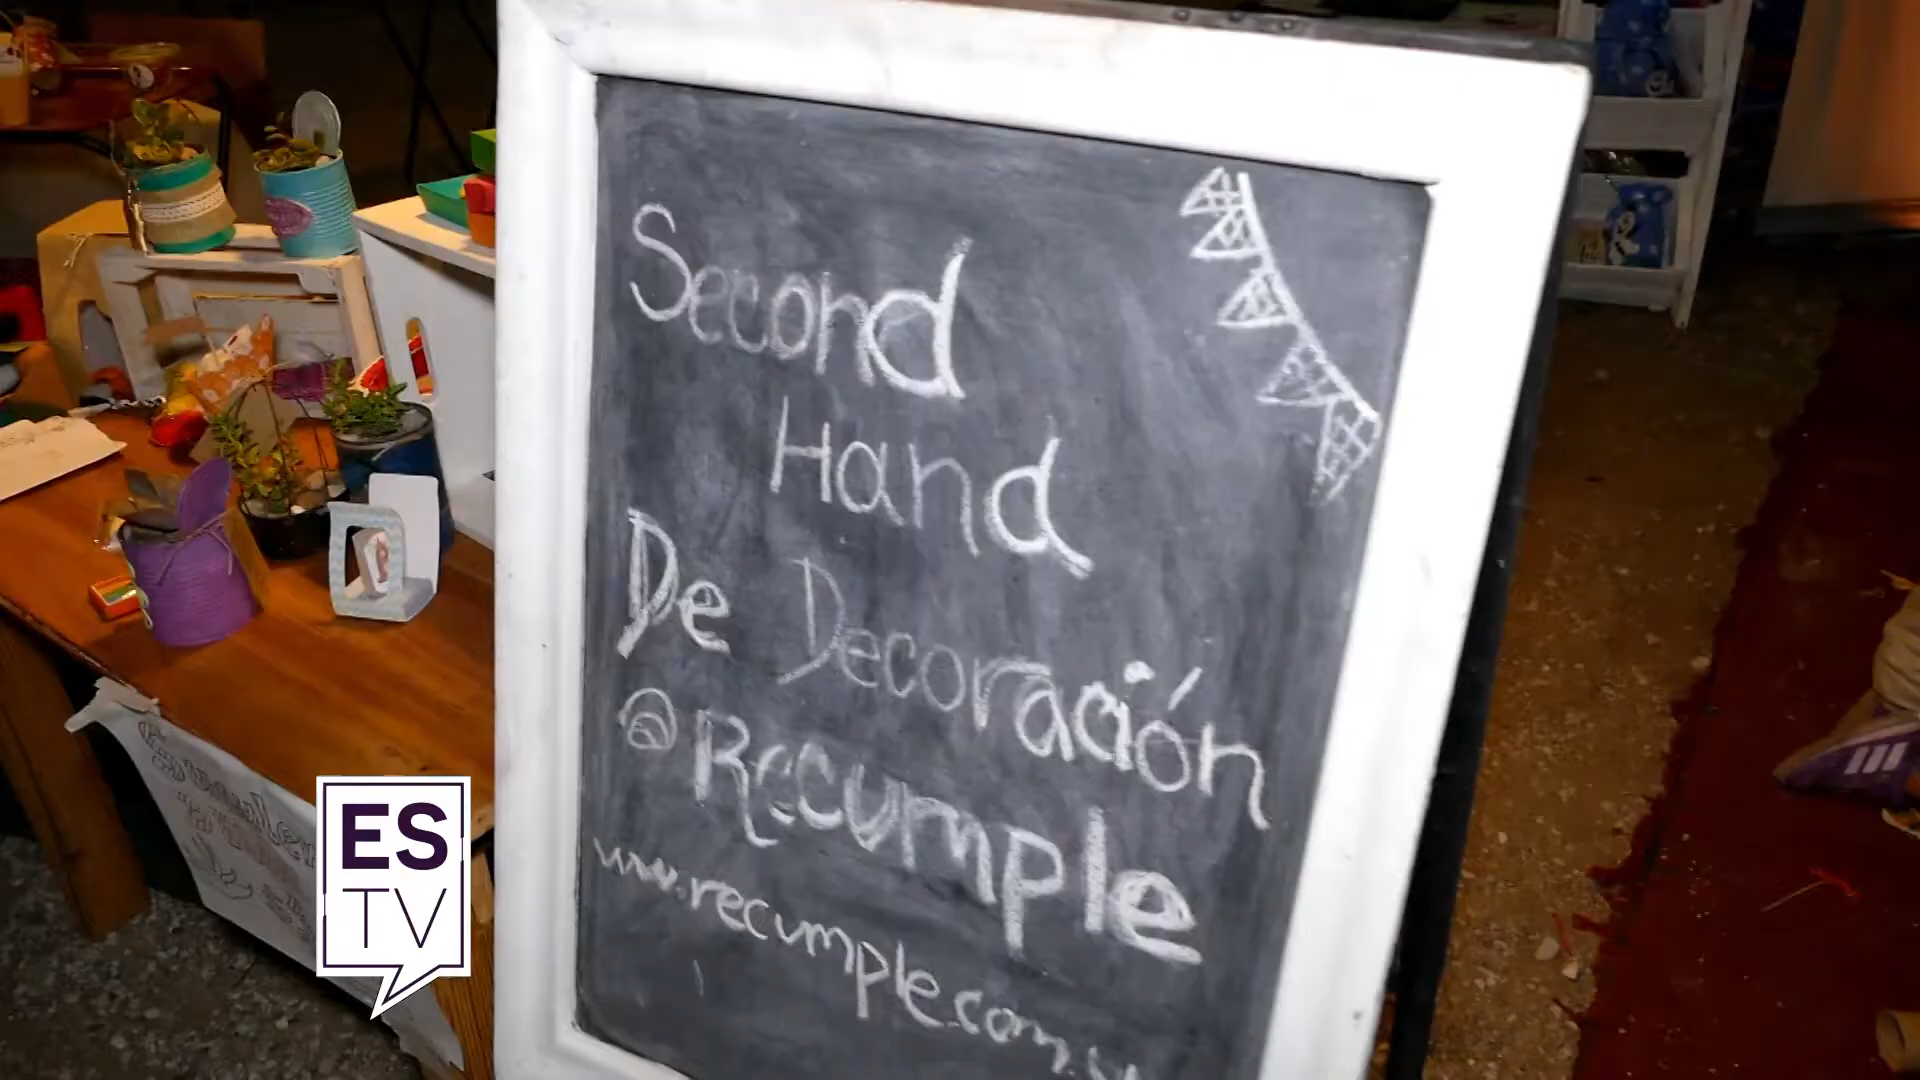 Second
Hand
De Decoración
@Recumple
www.recumple.com.
ES
TV